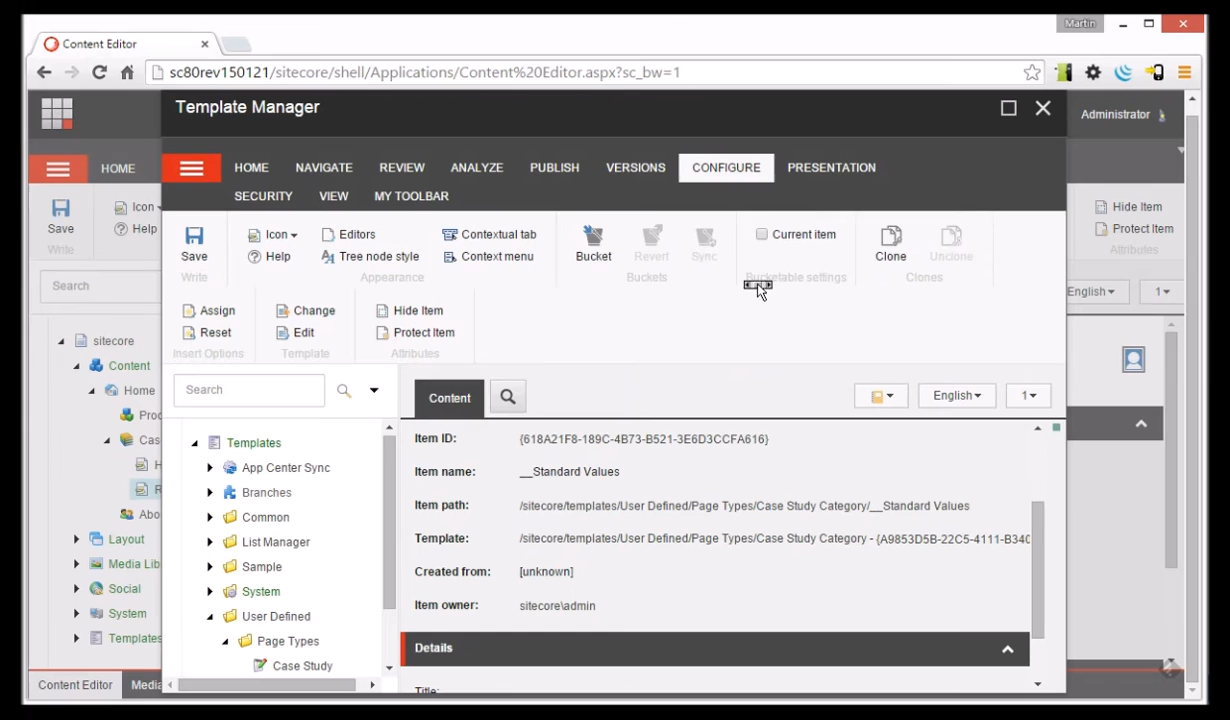 Martin
Content Editor
sc80rev150121/sitecore/shell/Applications/Content%20Editor.aspx?sc_bw=1
Template Manager
Administrator
HOME
HOME NAVIGATE REVIEW ANALYZE PUBLISH VERSIONS CONFIGURE PRESENTATION
SECURITY VIEW MY TOOLBAR
Save
Write
Icon
Help
Save
Write
Icon
Help
Editors
Tree node style
Contextual tab
Context menu
Appearance
Bucket
Revert
Sync
Buckets
Current item
Bucketable settings
Clone
Unclone
Clones
Hide Item
Protect Item
Attributes
Assign
Reset
Insert Options
Change
Edit
Template
Hide Item
Protect Item
Attributes
Search
English
1
sitecore
Content
Home
Layout
Social
System
Search
Content
English
1
Templates
App Center Sync
Branches
Common
List Manager
Sample
System
User Defined
Page Types
Case Study
Item ID: {618A21F8-189C-4B73-B521-3E6D3CCFA616}
Item name: __Standard Values
Item path: /sitecore/templates/User Defined/Page Types/Case Study Category/__Standard Values
Template: /sitecore/templates/User Defined/Page Types/Case Study Category - {A9853D5B-22C5-4111-B340
Created from: [unknown]
Item owner: sitecore\admin
Details
Title:
Content Editor